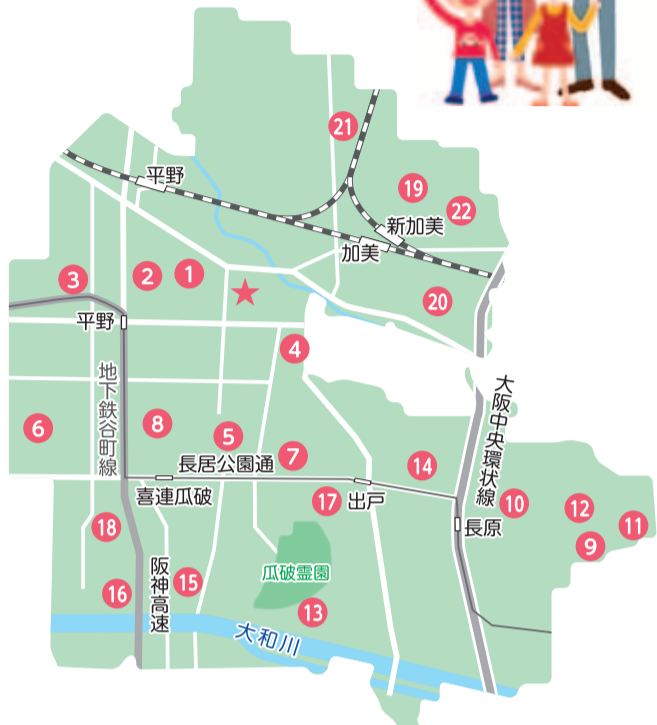 21
平野
19
22
新加美
加美
3
2
1
★
20
平野
4
地下鉄谷町線
大阪中央環状線
6
8
5
長居公園通
7
14
喜連瓜破
17
出戸
10
12
11
長原
9
18
阪神高速
15
瓜破霊園
16
13
大和川